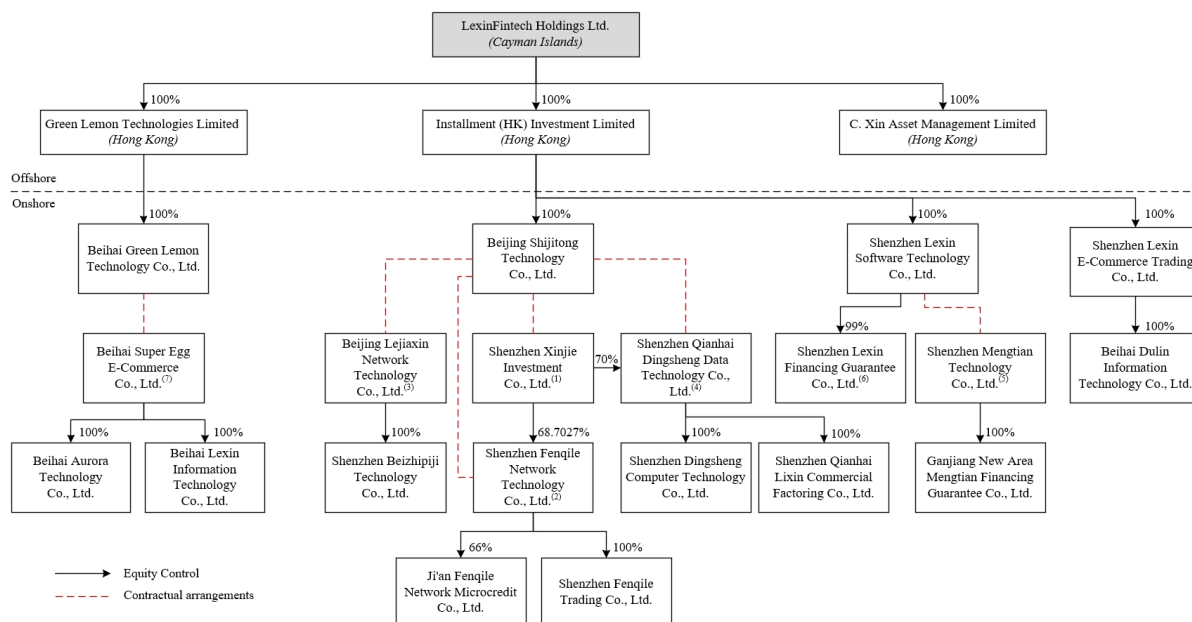 LexinFintech Holdings Ltd.
(Cayman Islands)
100%
100%
100%
Green Lemon Technologies Limited
(Hong Kong)
Installment (HK) Investment Limited
(Hong Kong)
C. Xin Asset Management Limited
(Hong Kong)
Offshore
Onshore
100%
100%
100%
100%
Beihai Green Lemon
Technology Co., Ltd.
Beijing Shijitong
Technology
Co., Ltd.
Shenzhen Lexin
Software Technology
Co., Ltd.
Shenzhen Lexin
E-Commerce Trading
Co., Ltd.
Beihai Super Egg
E-Commerce
Co., Ltd.(7)
Beijing Lejiaxin
Network
Technology
Co., Ltd.(3)
Shenzhen Xinjie
Investment
Co., Ltd.(1)
70%
Shenzhen Qianhai
Dingsheng Data
Technology Co.,
Ltd.(4)
99%
Shenzhen Lexin
Financing Guarantee
Co., Ltd.(6)
Shenzhen Mengtian
Technology
Co., Ltd.(5)
100%
Beihai Dulin
Information
Technology Co., Ltd.
100%
Beihai Aurora
Technology
Co., Ltd.
100%
Beihai Lexin
Information
Technology
Co., Ltd.
100%
Shenzhen Beizhipiji
Technology
Co., Ltd.
68.7027%
Shenzhen Fenqile
Network
Technology
Co., Ltd.(2)
100%
Shenzhen Dingsheng
Computer Technology
Co., Ltd.
100%
Shenzhen Qianhai
Lixin Commercial
Factoring Co., Ltd.
100%
Ganjiang New Area
Mengtian Financing
Guarantee Co., Ltd.
66%
Ji'an Fenqile
Network Microcredit
Co., Ltd.
100%
Shenzhen Fenqile
Trading Co., Ltd.
Equity Control
Contractual arrangements